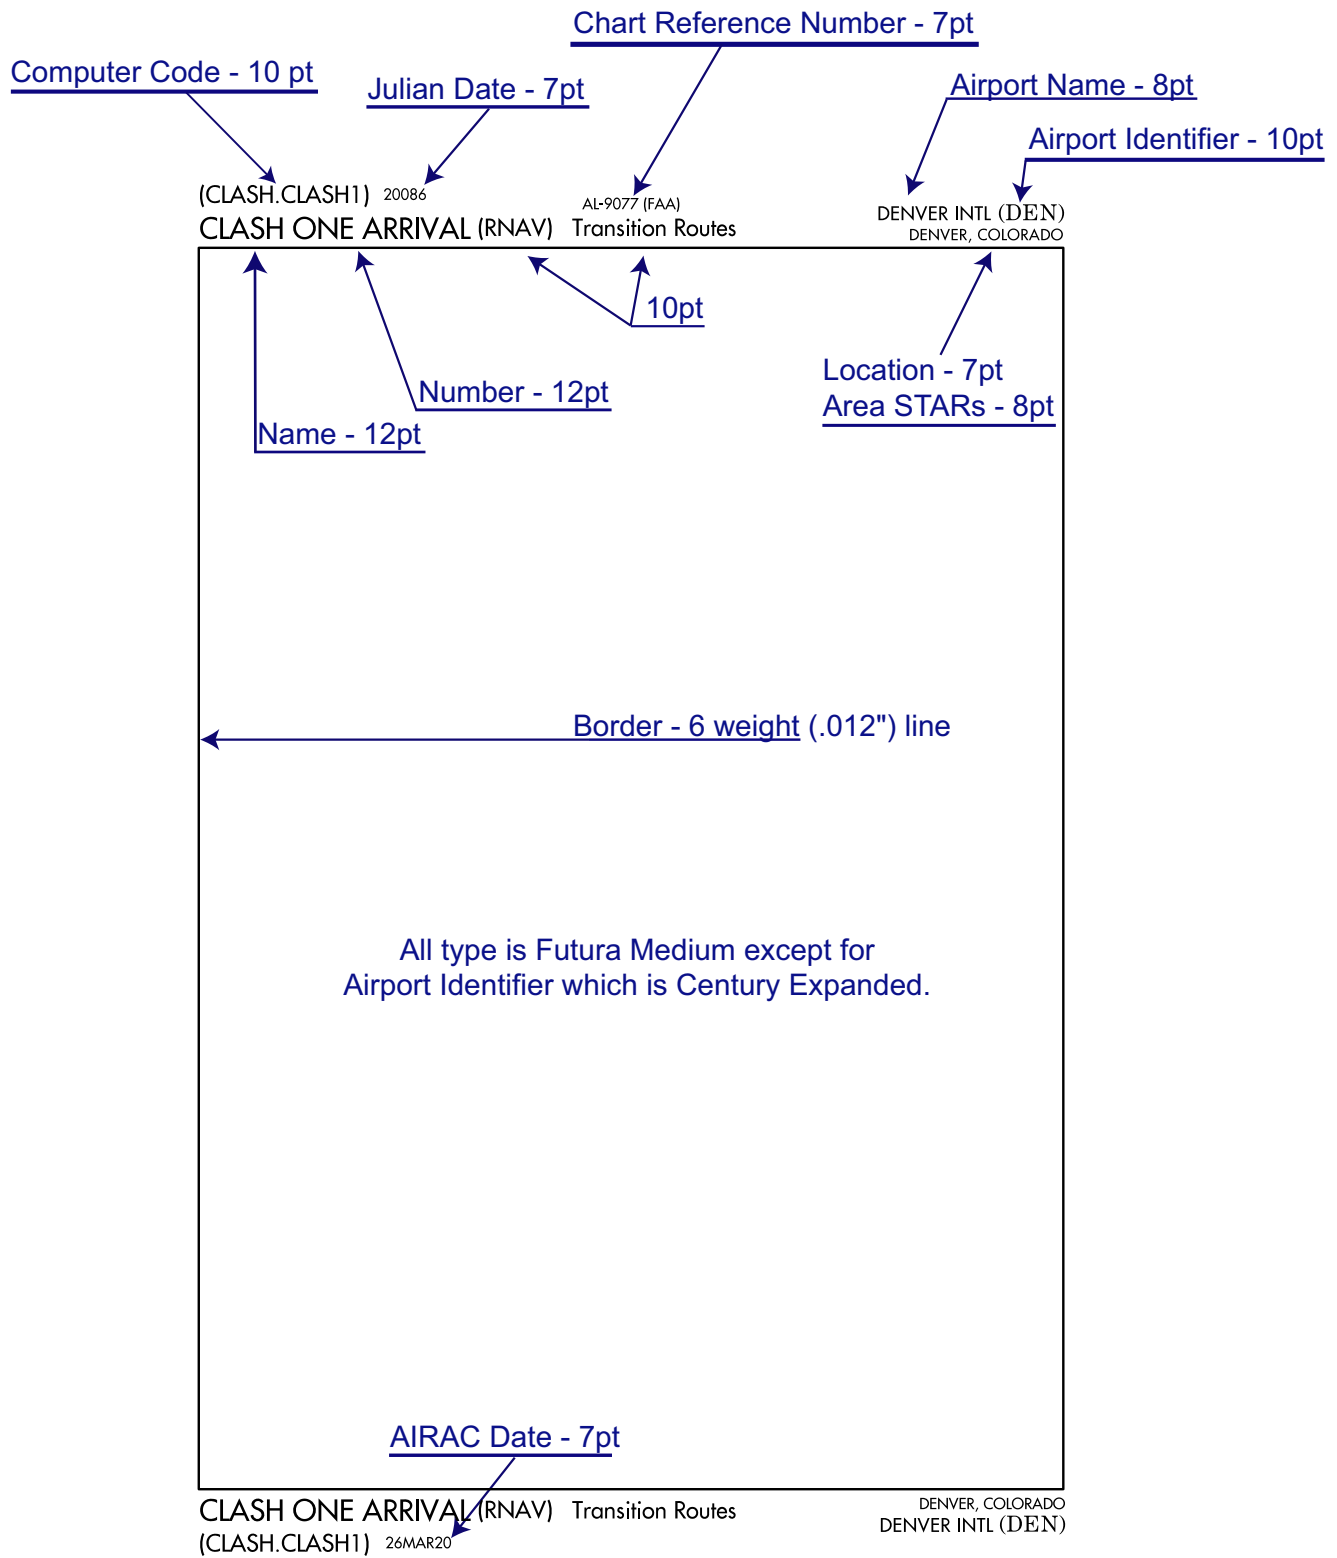 Chart Reference Number - 7pt
Computer Code - 10 pt
Julian Date - 7pt
Airport Name - 8pt
Airport Identifier - 10pt
(CLASH.CLASH1) 20086
AL-9077 (FAA)
DENVER INTL (DEN)
CLASH ONE ARRIVAL (RNAV) Transition Routes
DENVER, COLORADO
10pt
Location - 7pt
Number - 12pt
Area STARs - 8pt
Name - 12pt
Border - 6 weight (.012") line
All type is Futura Medium except for
Airport Identifier which is Century Expanded.
AIRAC Date - 7pt
CLASH ONE ARRIVAL (RNAV) Transition Routes
DENVER, COLORADO
DENVER INTL (DEN)
(CLASH.CLASH1) 26MAR20